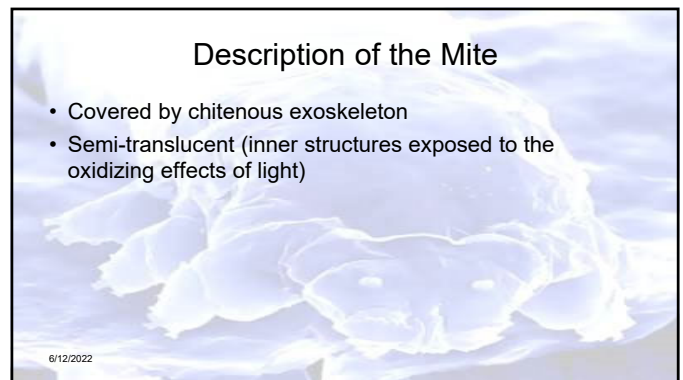 Description of the Mite
• Covered by chitenous exoskeleton
• Semi-translucent (inner structures exposed to the
oxidizing effects of light)
6/12/2022